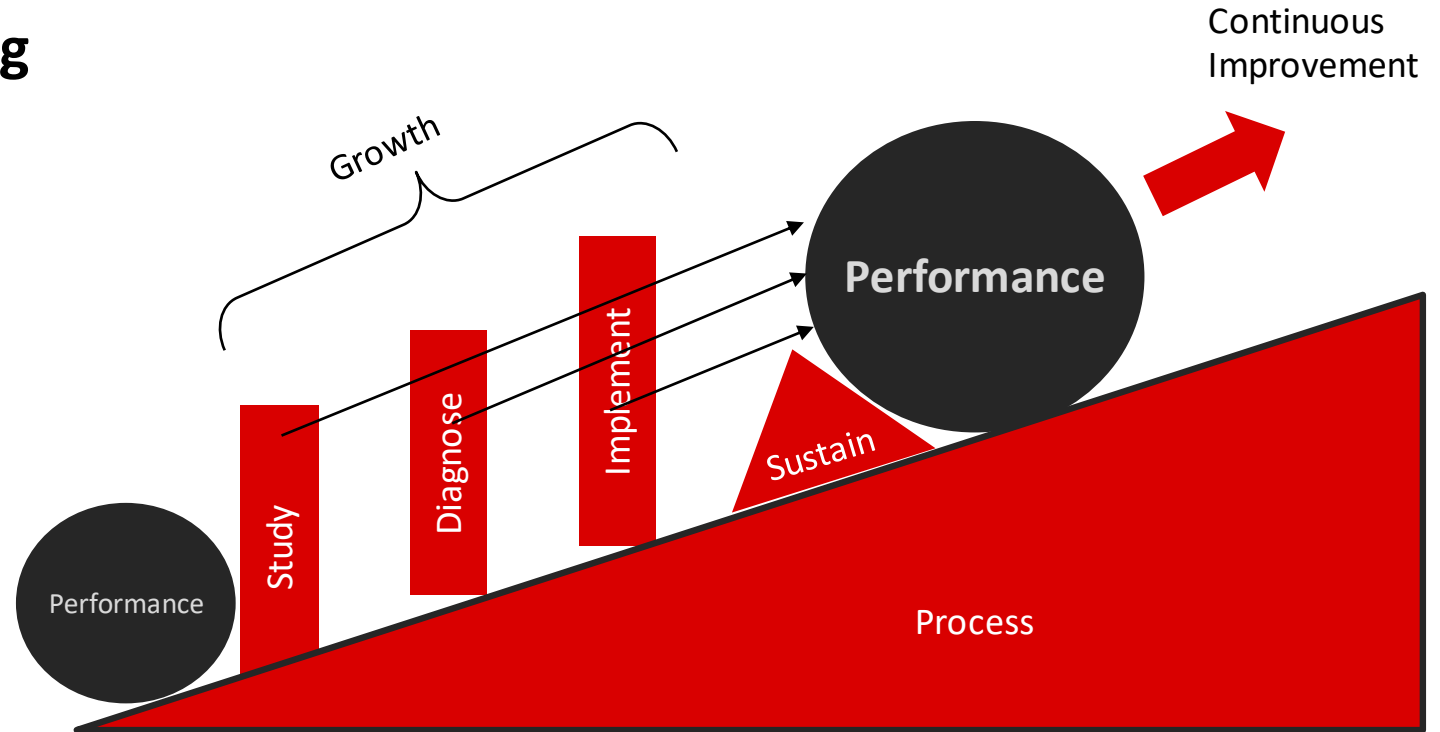 g
Continuous
Improvement
Growth
Performance
Implement
Diagnose
Sustain
Study
Performance
Process